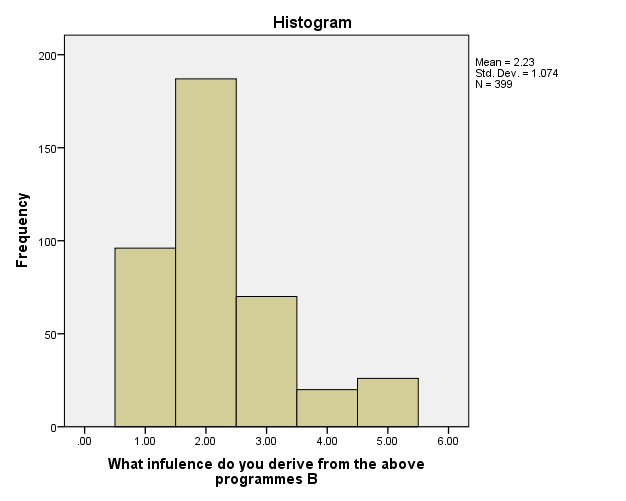 Histogram
200
150
100
50
0
Frequency
.00 1.00 2.00 3.00 4.00 5.00 6.00
What infulence do you derive from the above
programmes B
Mean = 2.23
Std. Dev. = 1.074
N = 399